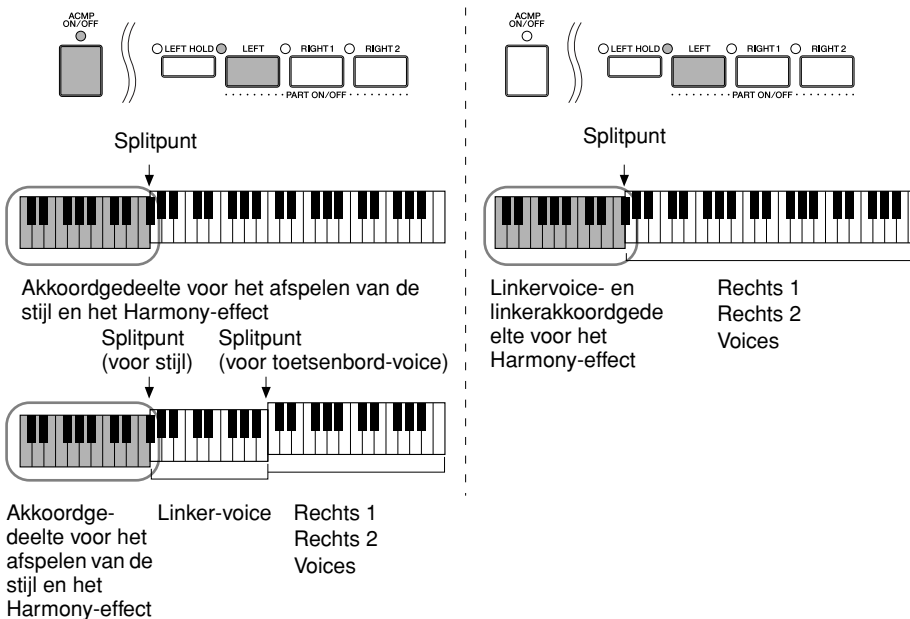 ACMP
ON/OFF
LEFT HOLD LEFT RIGHT 1 RIGHT 2
PART ON/OFF
Splitpunt
Akkoordgedeelte voor het afspelen van de
stijl en het Harmony-effect
Splitpunt
(voor stijl)
Splitpunt
(voor toetsenbord-voice)
Akkoordge-
deelte voor het
afspelen van de
stijl en het
Harmony-effect
Linker-voice
Rechts 1
Rechts 2
Voices
ACMP
ON/OFF
LEFT HOLD LEFT RIGHT 1 RIGHT 2
PART ON/OFF
Splitpunt
Linkervoice- en
linkerakkoordgede
elte voor het
Harmony-effect
Rechts 1
Rechts 2
Voices